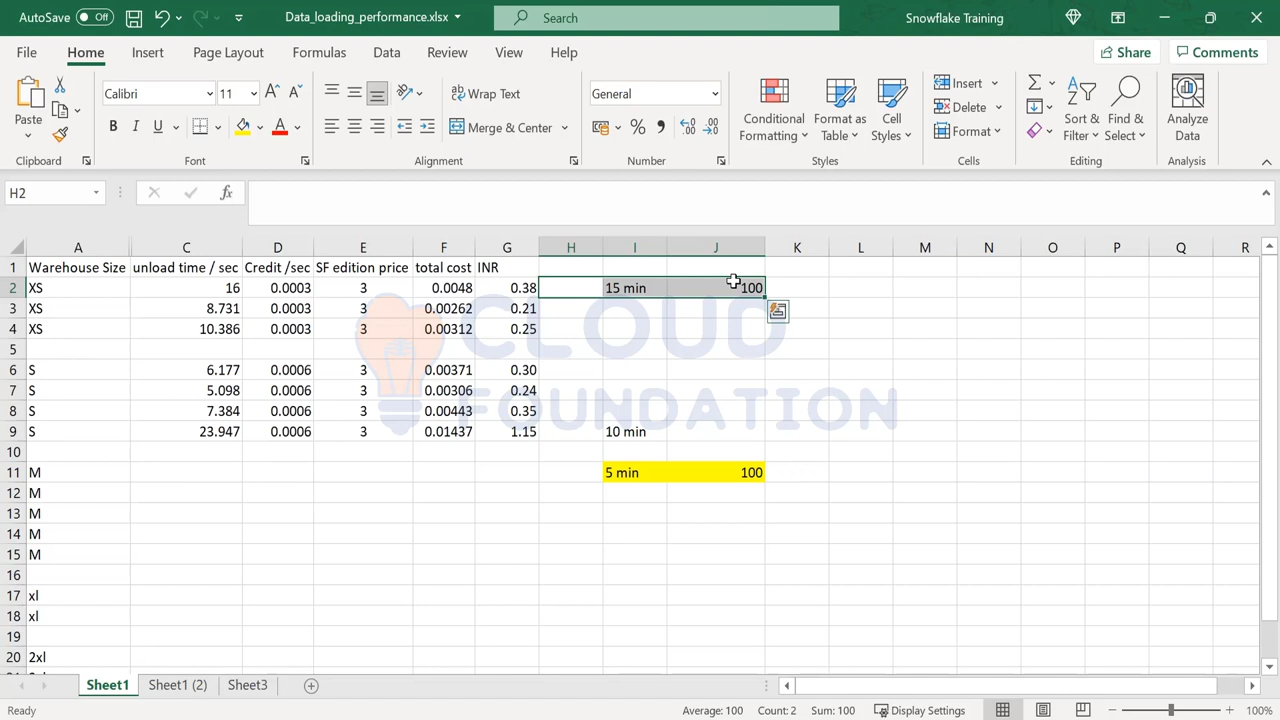 AutoSave Off Data_loading_performance.xlsx Search Snowflake Training
File Home Insert Page Layout Formulas Data Review View Help Share Comments
Paste Calibri 11 Wrap Text General Conditional Formatting Format as Table Cell Styles Insert Sort & Filter Find & Select Analyze Data
B I U Merge & Center Delete
Format
Clipboard Font Alignment Number Styles Cells Editing Analysis
H2
A C D E F G H I J K L M N O P Q R
1 Warehouse Size unload time / sec Credit /sec SF edition price total cost INR
2 XS 16 0.0003 3 0.0048 0.38 15 min 100
3 XS 8.731 0.0003 3 0.00262 0.21
4 XS 10.386 0.0003 3 0.00312 0.25
5
6 S 6.177 0.0006 3 0.00371 0.30
7 S 5.098 0.0006 3 0.00306 0.24
8 S 7.384 0.0006 3 0.00443 0.35
9 S 23.947 0.0006 3 0.01437 1.15 10 min
10
11 M 5 min 100
12 M
13 M
14 M
15 M
16
17 xl
18 xl
19
20 2xl
CLOUD
FOUNDATION
Sheet1 Sheet1 (2) Sheet3
Ready Average: 100 Count: 2 Sum: 100 Display Settings 100%